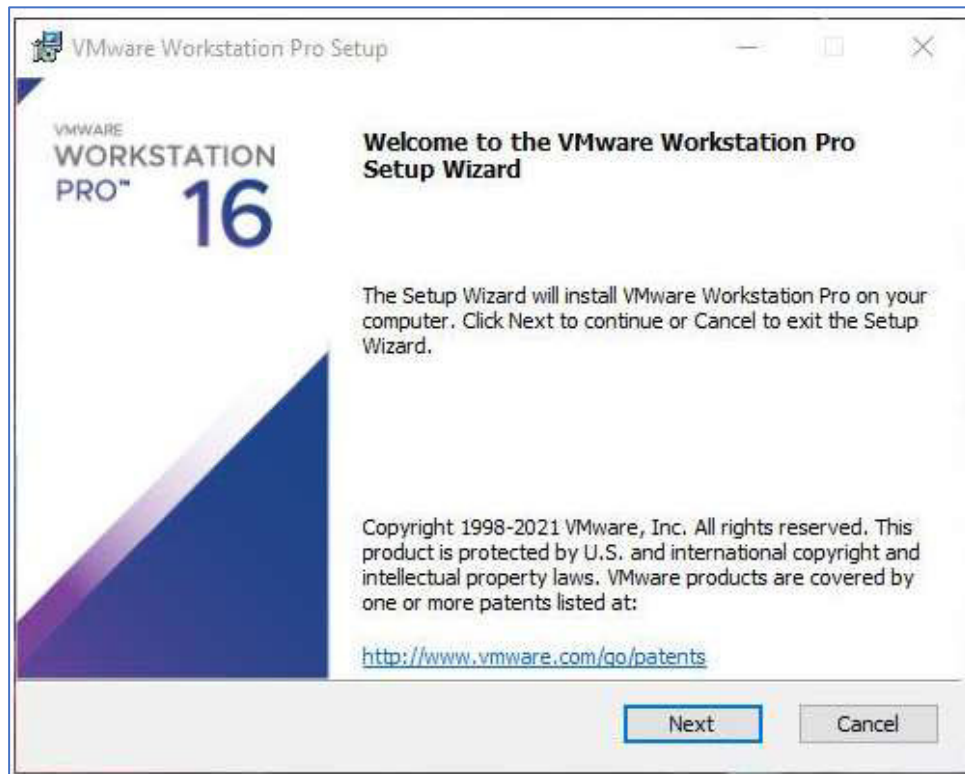 VMware Workstation Pro Setup
VMWARE
WORKSTATION
PRO™
16
Welcome to the VMware Workstation Pro
Setup Wizard
The Setup Wizard will install VMware Workstation Pro on your
computer. Click Next to continue or Cancel to exit the Setup
Wizard.
Copyright 1998-2021 VMware, Inc. All rights reserved. This
product is protected by U.S. and international copyright and
intellectual property laws. VMware products are covered by
one or more patents listed at:
http://www.vmware.com/go/patents
Next
Cancel